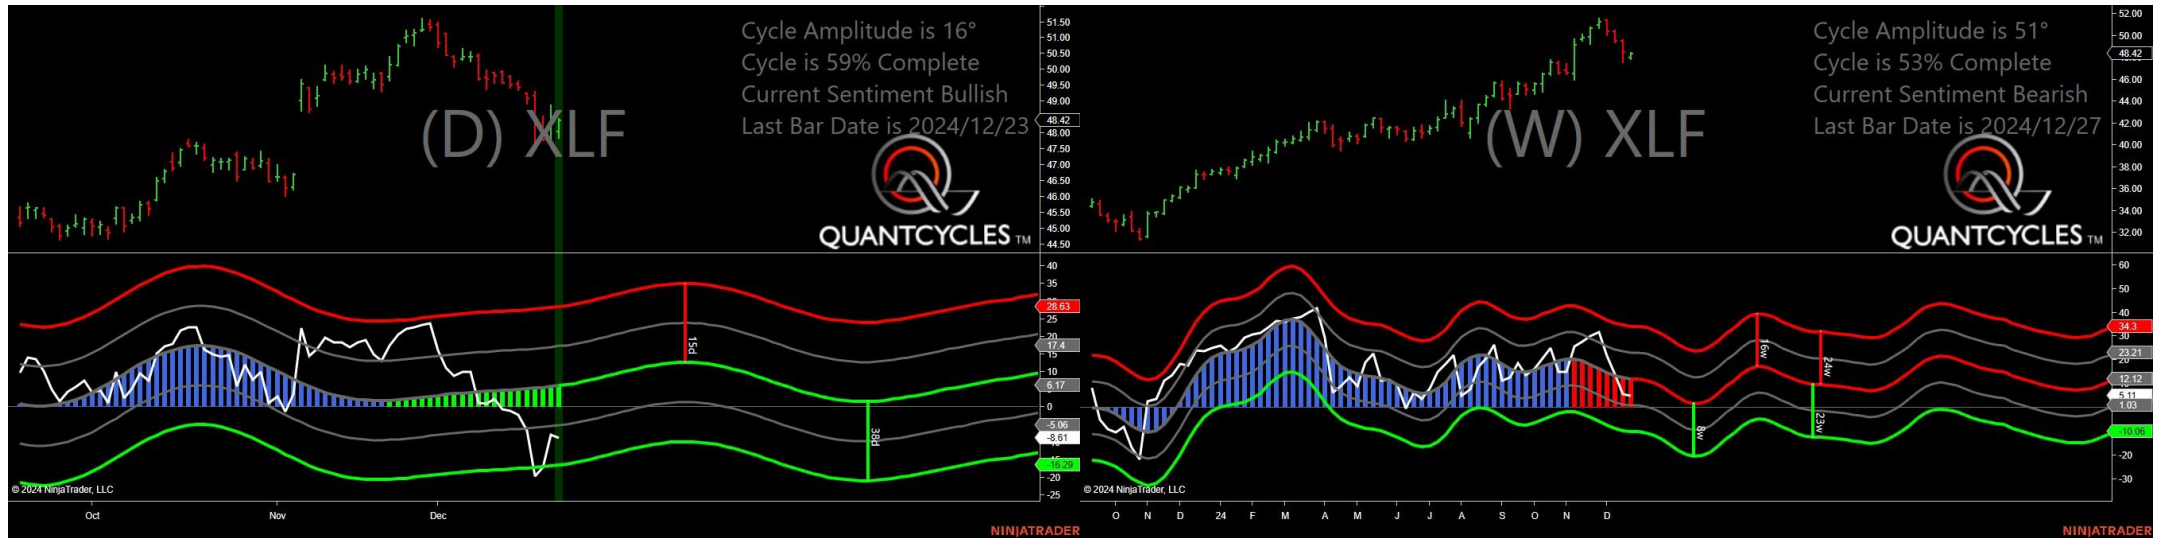 Cycle Amplitude is 16°
Cycle is 59% Complete
Current Sentiment Bullish
Last Bar Date is 2024/12/23
(D) XLF
QUANTCYCLES TM
51.50
51.00
50.50
50.00
49.50
49.00
48.42
48.00
47.50
47.00
46.50
46.00
45.50
45.00
44.50
40
35
28.63
25
20
17.4
15
10
6.17
0
-5.06
-8.61
-16.29
-20
-25
15d
38d
© 2024 NinjaTrader, LLC
Oct Nov Dec
NINJATRADER
Cycle Amplitude is 51°
Cycle is 53% Complete
Current Sentiment Bearish
Last Bar Date is 2024/12/27
(W) XLF
QUANTCYCLES TM
52.00
50.00
48.42
46.00
44.00
42.00
40.00
38.00
36.00
34.00
32.00
60
50
40
34.3
23.21
20
12.12
5.11
1.03
-10.06
-20
-30
16w
24w
8w
23w
© 2024 NinjaTrader, LLC
O N D 24 F M A M J J A S O N D
NINJATRADER